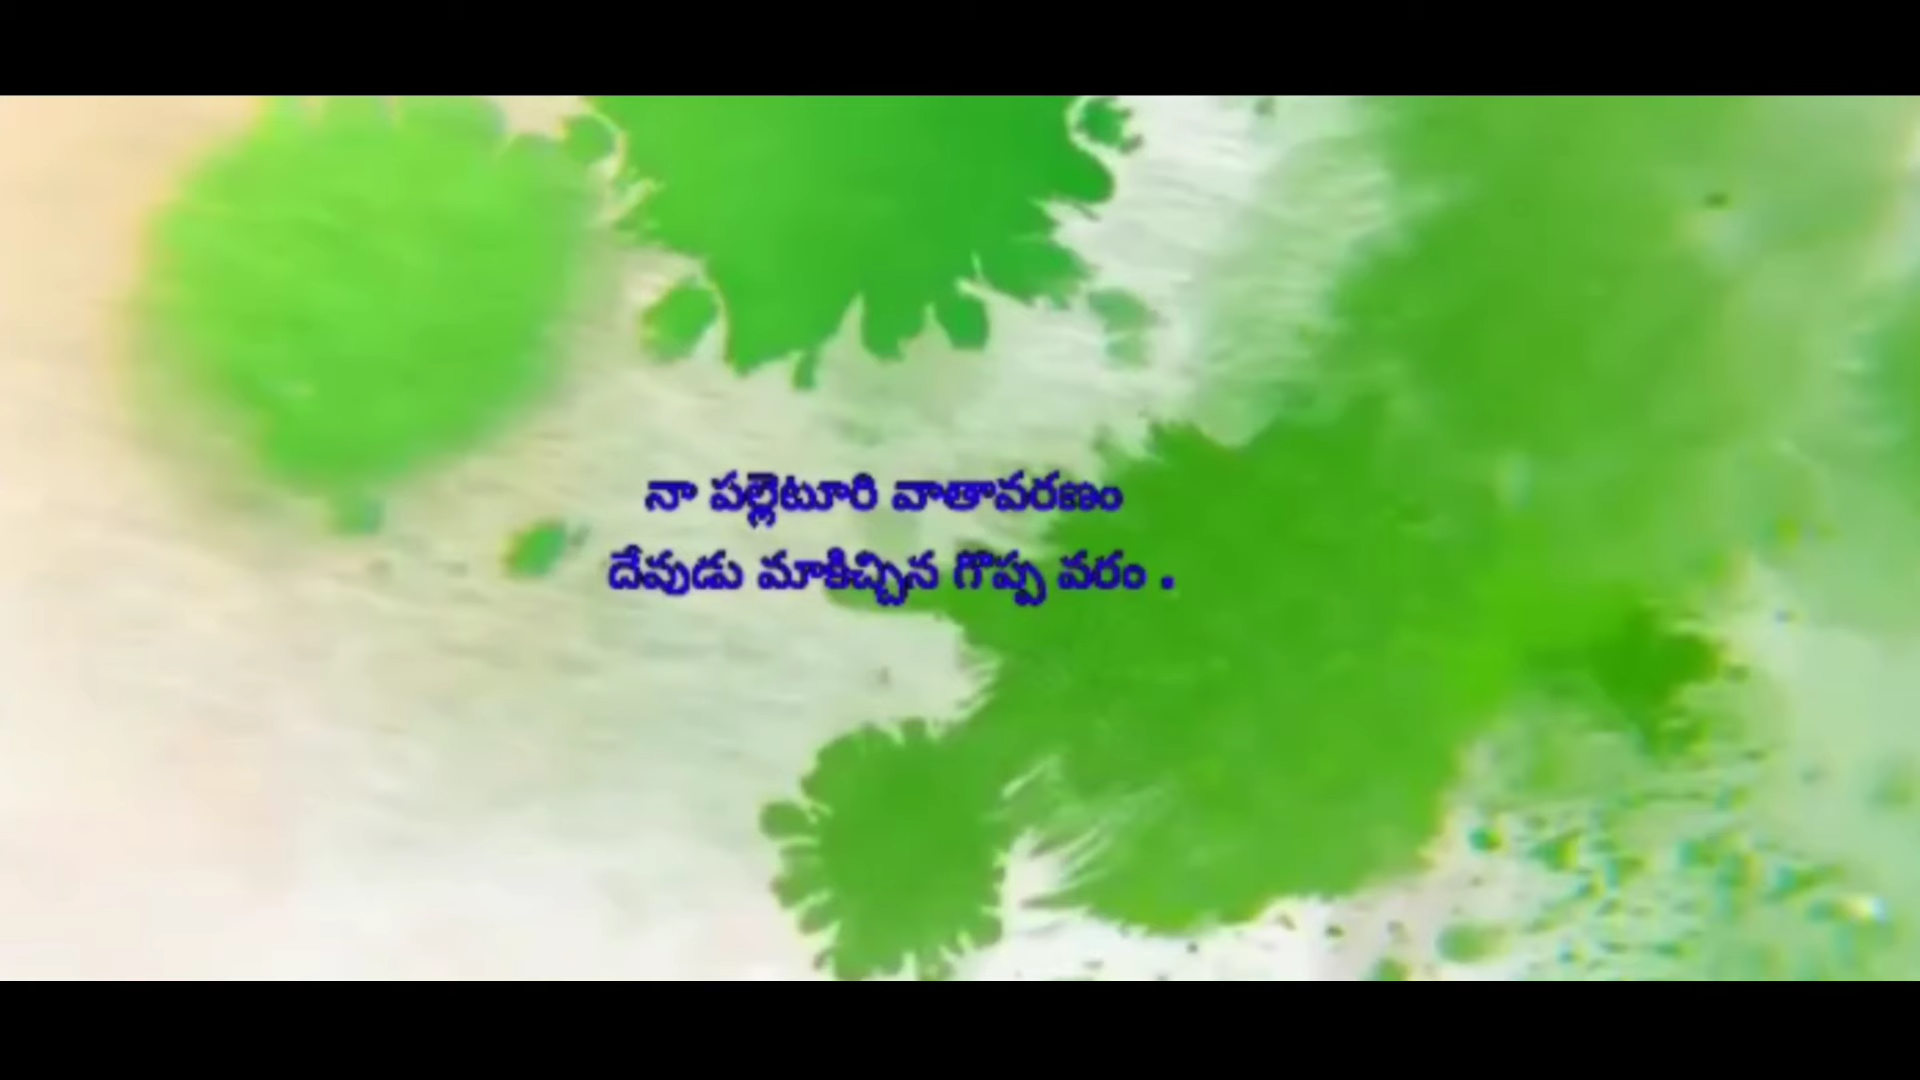 నా పల్లెటూరి వాతావరణం
దేవుడు మాకిచ్చిన గొప్ప వరం .